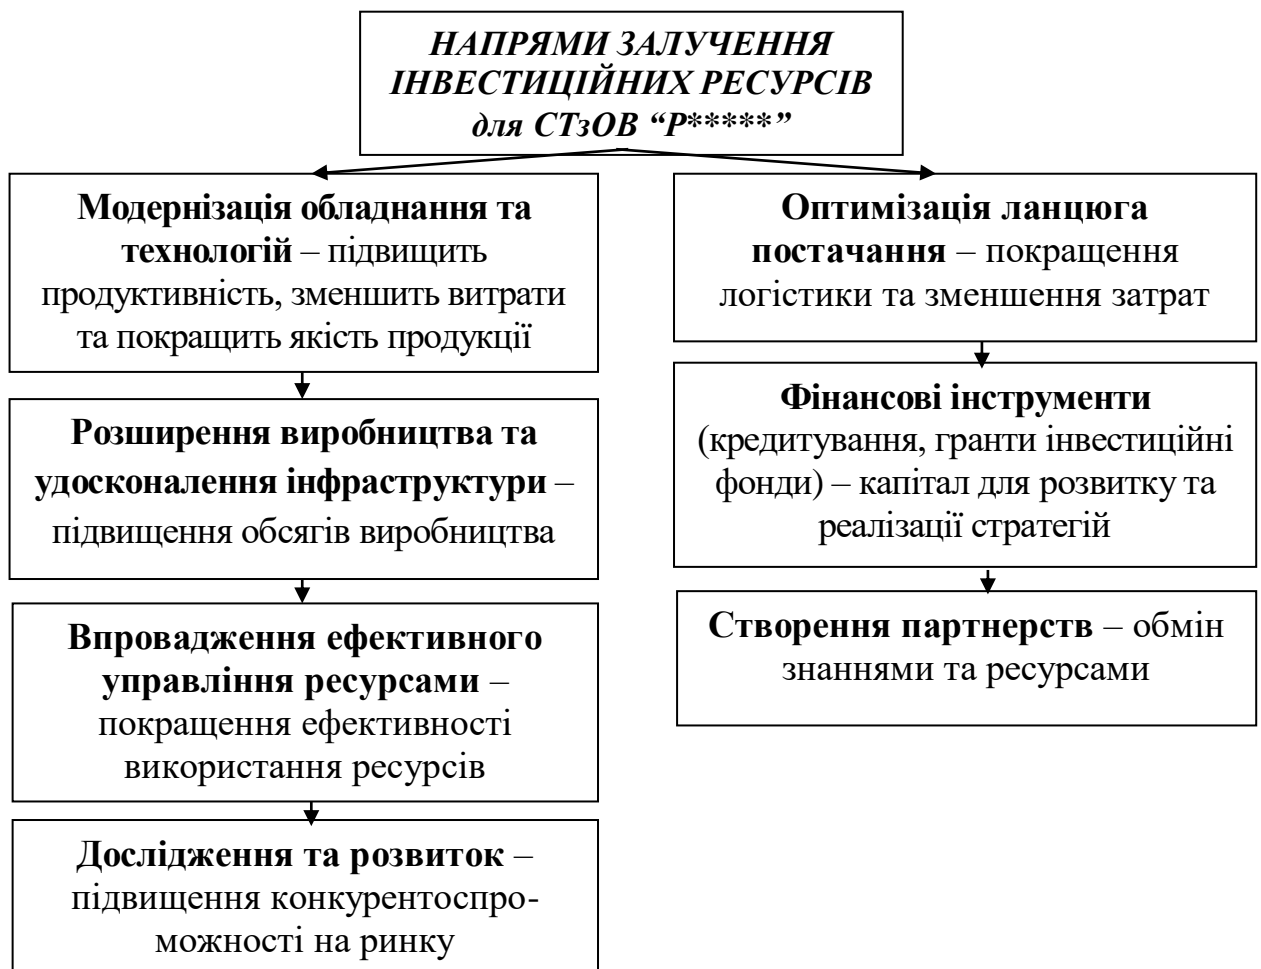 НАПРЯМИ ЗАЛУЧЕННЯ
ІНВЕСТИЦІЙНИХ РЕСУРСІВ
для СТзОВ “Р*****”
Модернізація обладнання та
технологій – підвищить
продуктивність, зменшить витрати
та покращить якість продукції
Розширення виробництва та
удосконалення інфраструктури –
підвищення обсягів виробництва
Впровадження ефективного
управління ресурсами –
покращення ефективності
використання ресурсів
Дослідження та розвиток –
підвищення конкурентоспро-
можності на ринку
Оптимізація ланцюга
постачання – покращення
логістики та зменшення затрат
Фінансові інструменти
(кредитування, гранти інвестиційні
фонди) – капітал для розвитку та
реалізації стратегій
Створення партнерств – обмін
знаннями та ресурсами